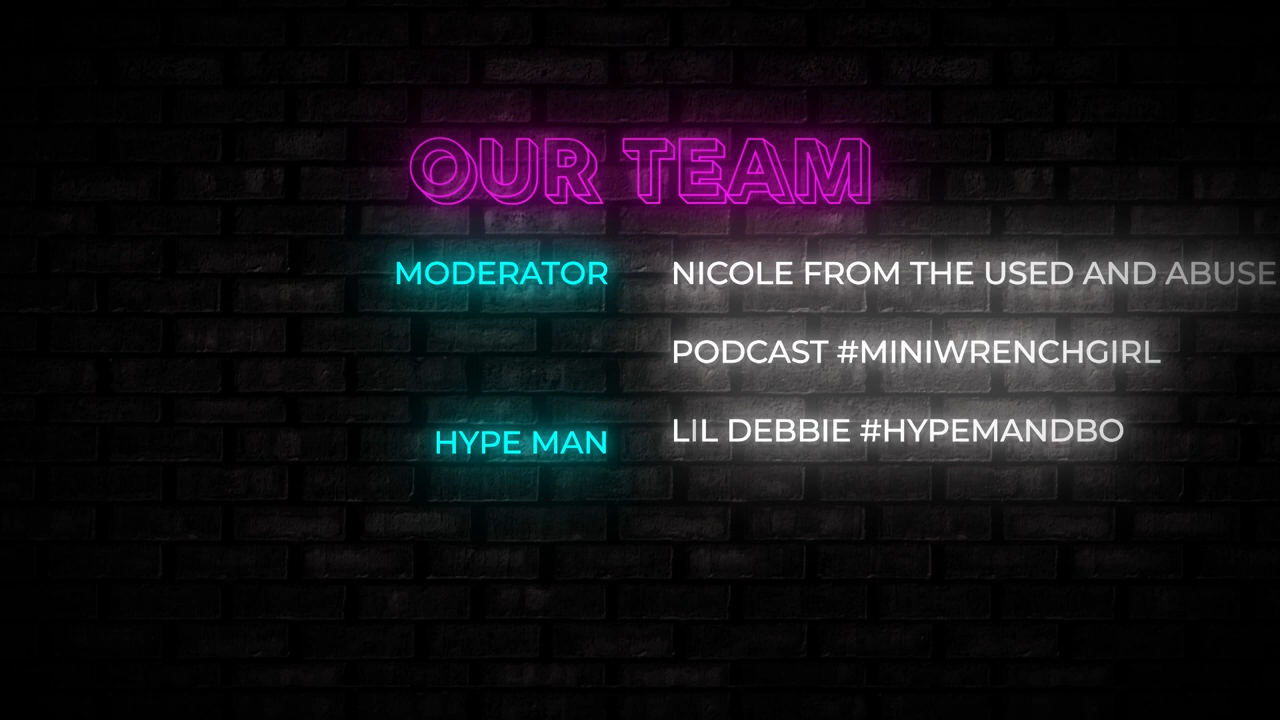 OUR TEAM
MODERATOR NICOLE FROM THE USED AND ABUSE
PODCAST #MINIWRENCHGIRL
HYPE MAN LIL DEBBIE #HYPEMANDBO